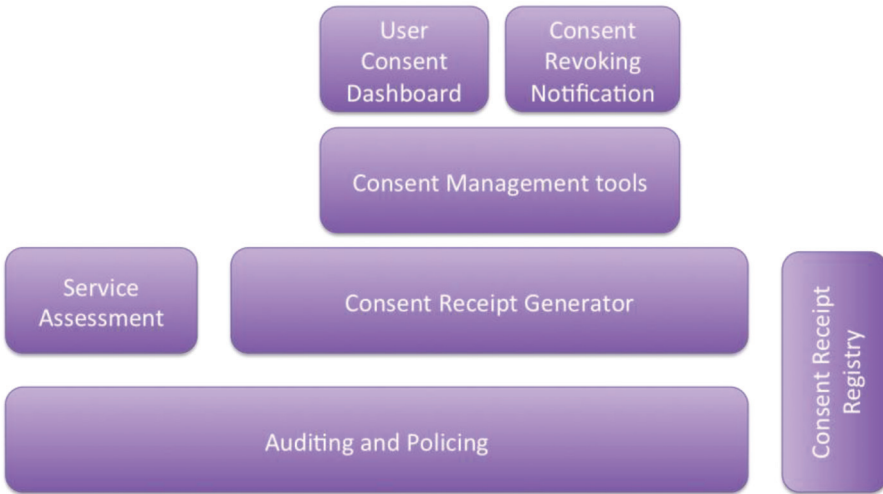 User
Consent
Dashboard
Consent
Revoking
Notification
Consent Management tools
Service
Assessment
Consent Receipt Generator
Consent Receipt
Registry
Auditing and Policing